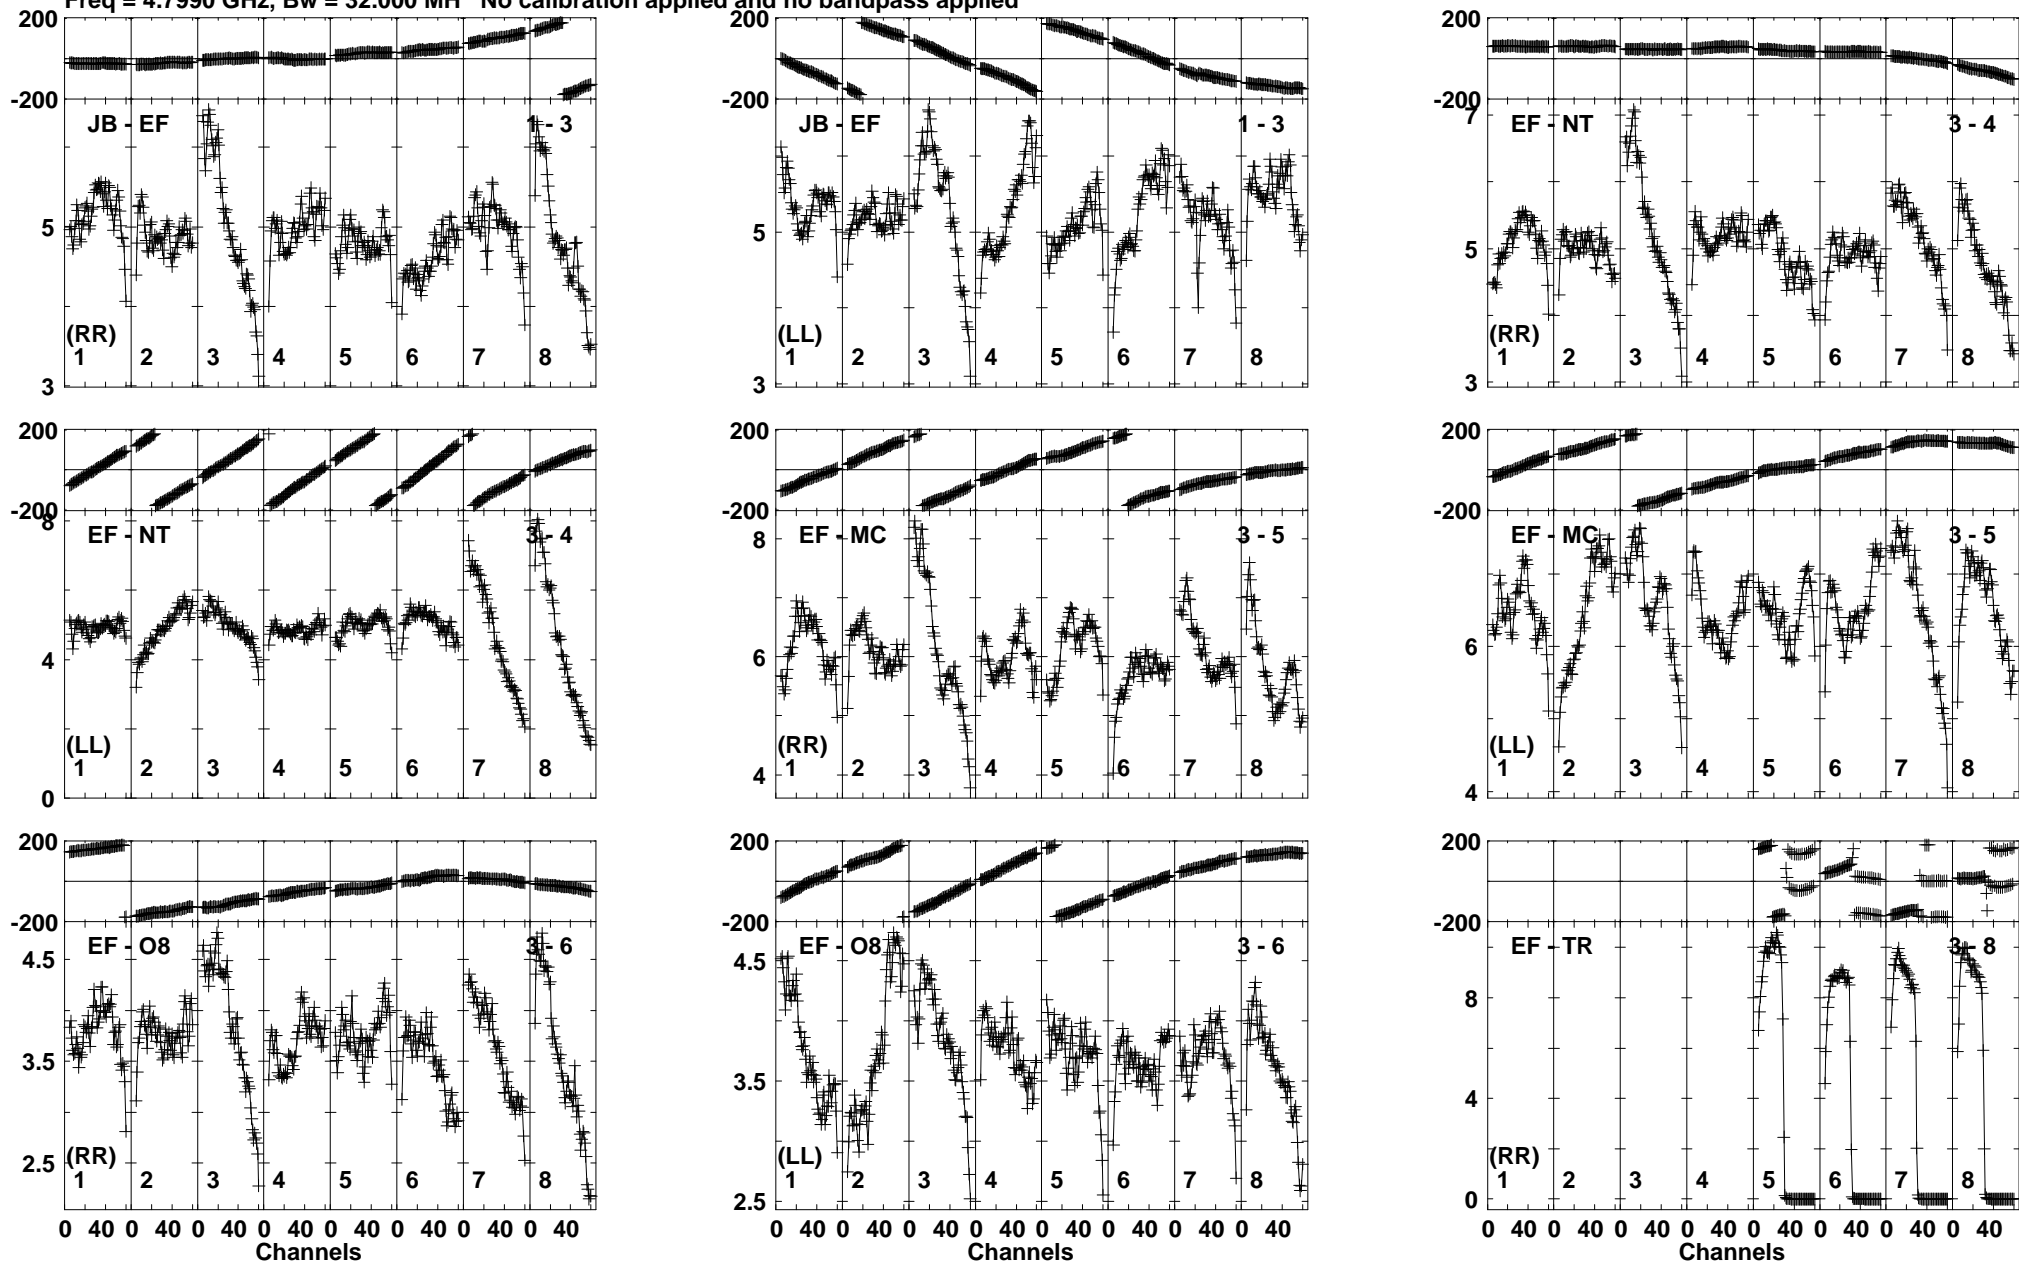 Freq = 4.7990 GHz, Bw = 32.000 MH No calibration applied and no bandpass applied
200
-200
JB - EF 1 - 3
5
(RR)
1 2 3 4 5 6 7 8
3
JB - EF 1 - 3
5
(LL)
1 2 3 4 5 6 7 8
3
200
-200
7
EF - NT 3 - 4
5
(RR)
1 2 3 4 5 6 7 8
3
200
-200
8
EF - NT 3 - 4
4
(LL)
1 2 3 4 5 6 7 8
0
200
-200
EF - MC 3 - 5
8
6
(RR)
1 2 3 4 5 6 7 8
4
200
-200
EF - MC 3 - 5
6
(LL)
1 2 3 4 5 6 7 8
4
200
-200
EF - O8 3 - 6
4.5
3.5
(RR)
2.5
1 2 3 4 5 6 7 8
0 40 0 40 0 40 0 40 0 40 0 40 0 40 0 40
Channels
EF - O8 3 - 6
4.5
3.5
(LL)
1 2 3 4 5 6 7 8
2.5
0 40 0 40 0 40 0 40 0 40 0 40 0 40 0 40
200
-200
EF - TR 3 - 8
8
4
(RR)
1 2 3 4 5 6 7 8
0
0 40 0 40 0 40 0 40 0 40 0 40 0 40 0 40
Channels